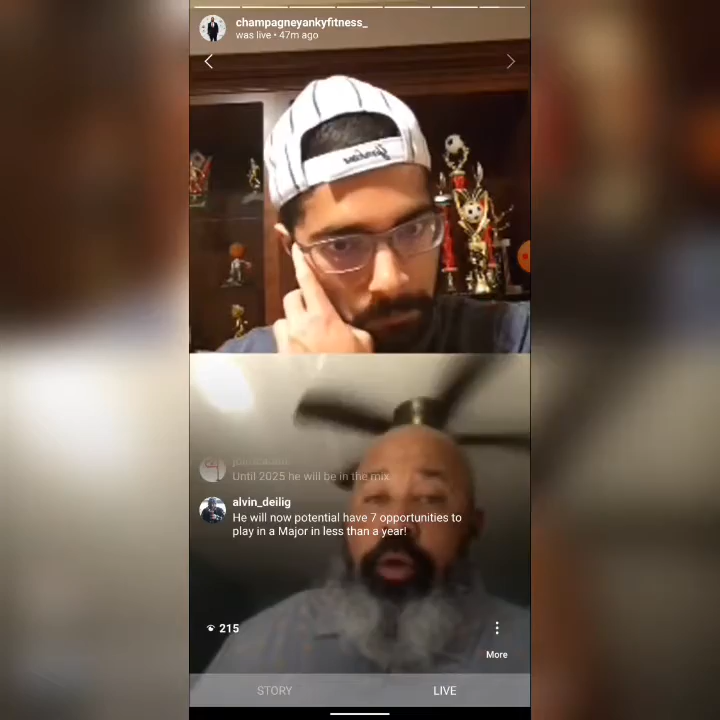 champagneyankyfitness_
was live • 47m ago
Until 2025 he will be in the mix
alvin_deilig
He will now potential have 7 opportunities to
play in a Major in less than a year!
215
More
STORY
LIVE